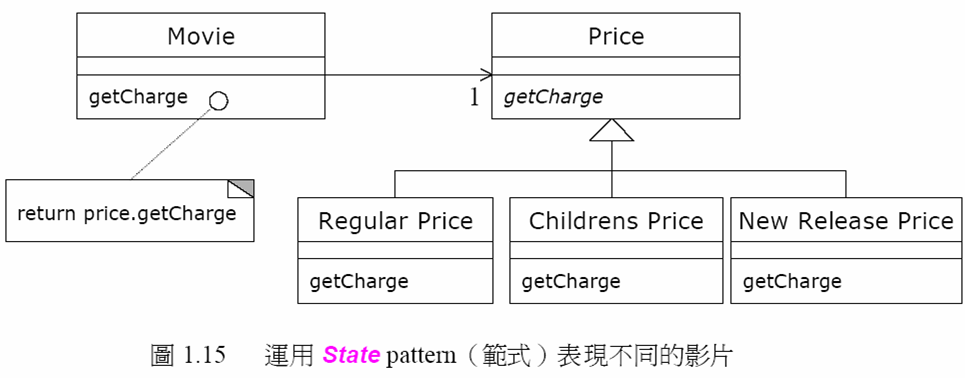 Movie
getCharge
return price.getCharge
1
Price
getCharge
Regular Price
getCharge
Childrens Price
getCharge
New Release Price
getCharge
圖 1.15 運用 State pattern（範式）表現不同的影片